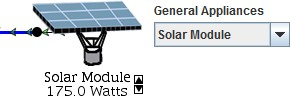 General Appliances
Solar Module
Solar Module
175.0 Watts